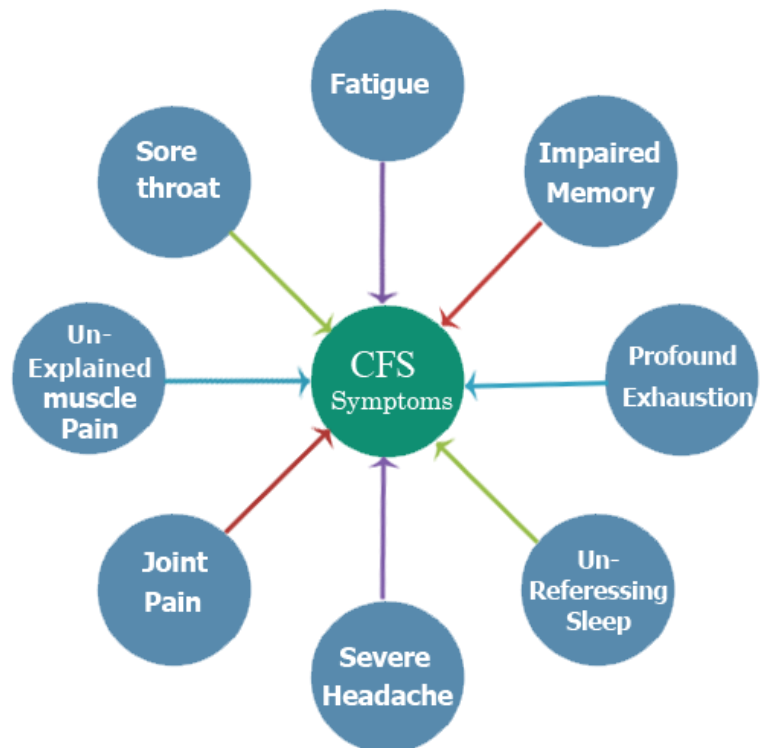 Fatigue
Impaired
Memory
Profound
Exhaustion
Un-
Referessing
Sleep
Severe
Headache
Joint
Pain
Un-
Explained
muscle
Pain
Sore
throat
CFS
Symptoms